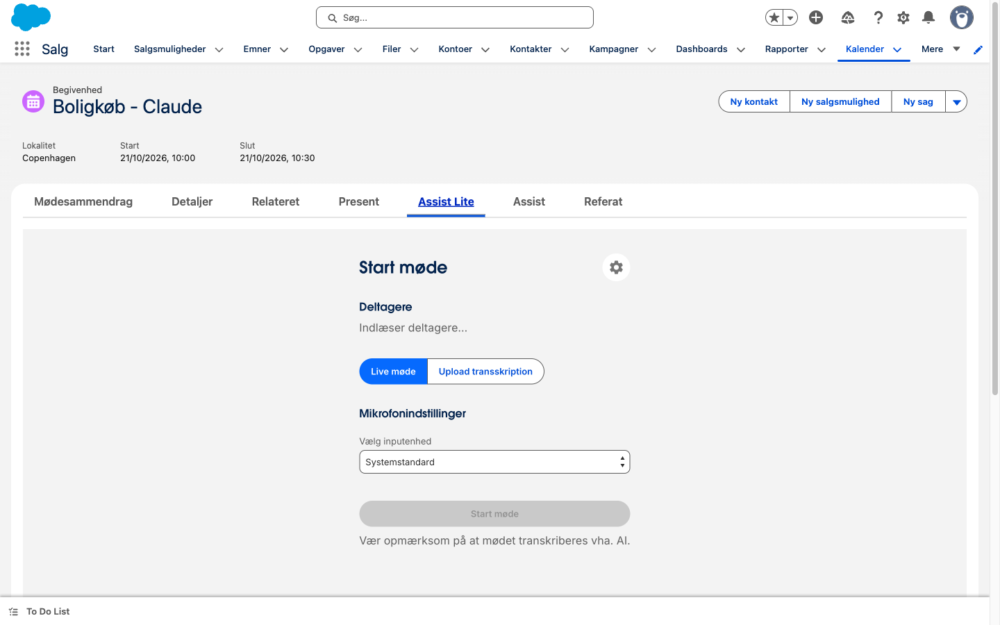 Søg...
Salg
Start
Salgsmuligheder
Emner
Opgaver
Filer
Kontoer
Kontakter
Kampagner
Dashboards
Rapporter
Kalender
Mere
Begivenhed
Boligkøb - Claude
Ny kontakt
Ny salgsmulighed
Ny sag
Lokalitet
Copenhagen
Start
21/10/2026, 10:00
Slut
21/10/2026, 10:30
Mødesammendrag
Detaljer
Relateret
Present
Assist Lite
Assist
Referat
Start møde
Deltagere
Indlæser deltagere...
Live møde
Upload transskription
Mikrofonindstillinger
Vælg inputenhed
Systemstandard
Start møde
Vær opmærksom på at mødet transkriberes vha. AI.
To Do List